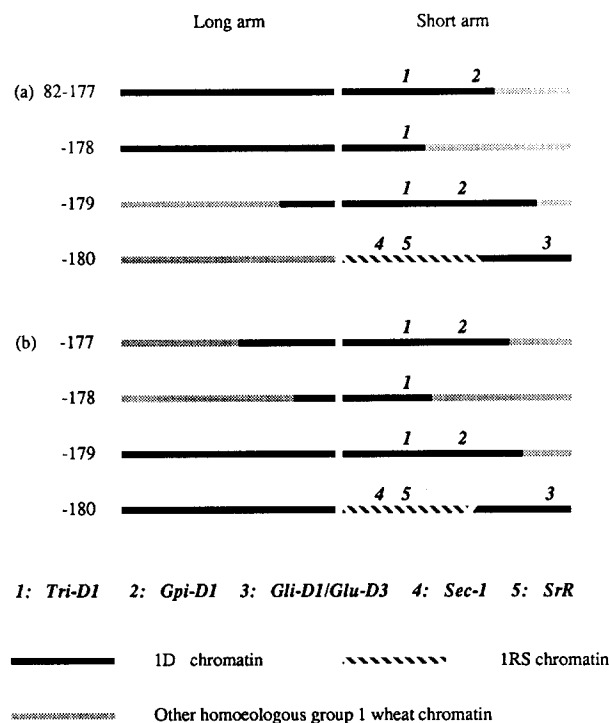 Long arm Short arm
1 2
(a) 82-177
1
-178
1 2
-179
4 5 3
-180
1 2
(b) -177
1
-178
1 2
-179
4 5 3
-180
1: Tri-D1 2: Gpi-D1 3: Gli-D1/Glu-D3 4: Sec-1 5: SrR
1D chromatin 1RS chromatin
Other homoeologous group 1 wheat chromatin